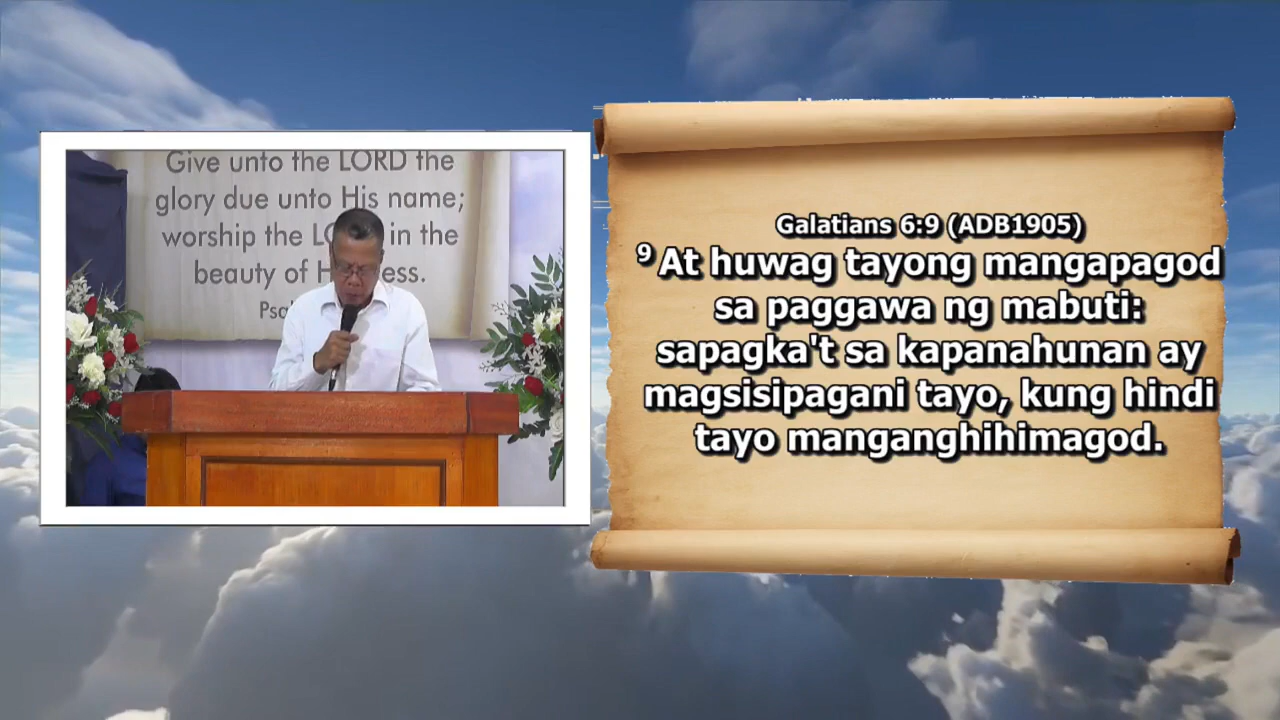 Give unto the LORD the
glory due unto His name;
worship the in the
beauty of
Galatians 6:9 (ADB1905)
9 At huwag tayong mangapagod
sa paggawa ng mabuti:
sapagka't sa kapanahunan ay
magsisipagani tayo, kung hindi
tayo manganghihimagod.